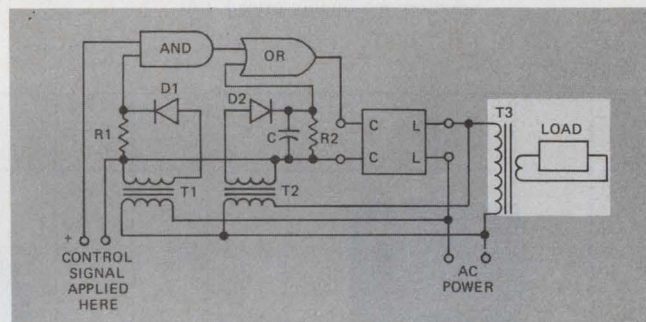 AND
OR
D1
D2
R1
C
R2
C L
C L
T3
LOAD
T1
T2
+
CONTROL
SIGNAL
APPLIED
HERE
AC
POWER